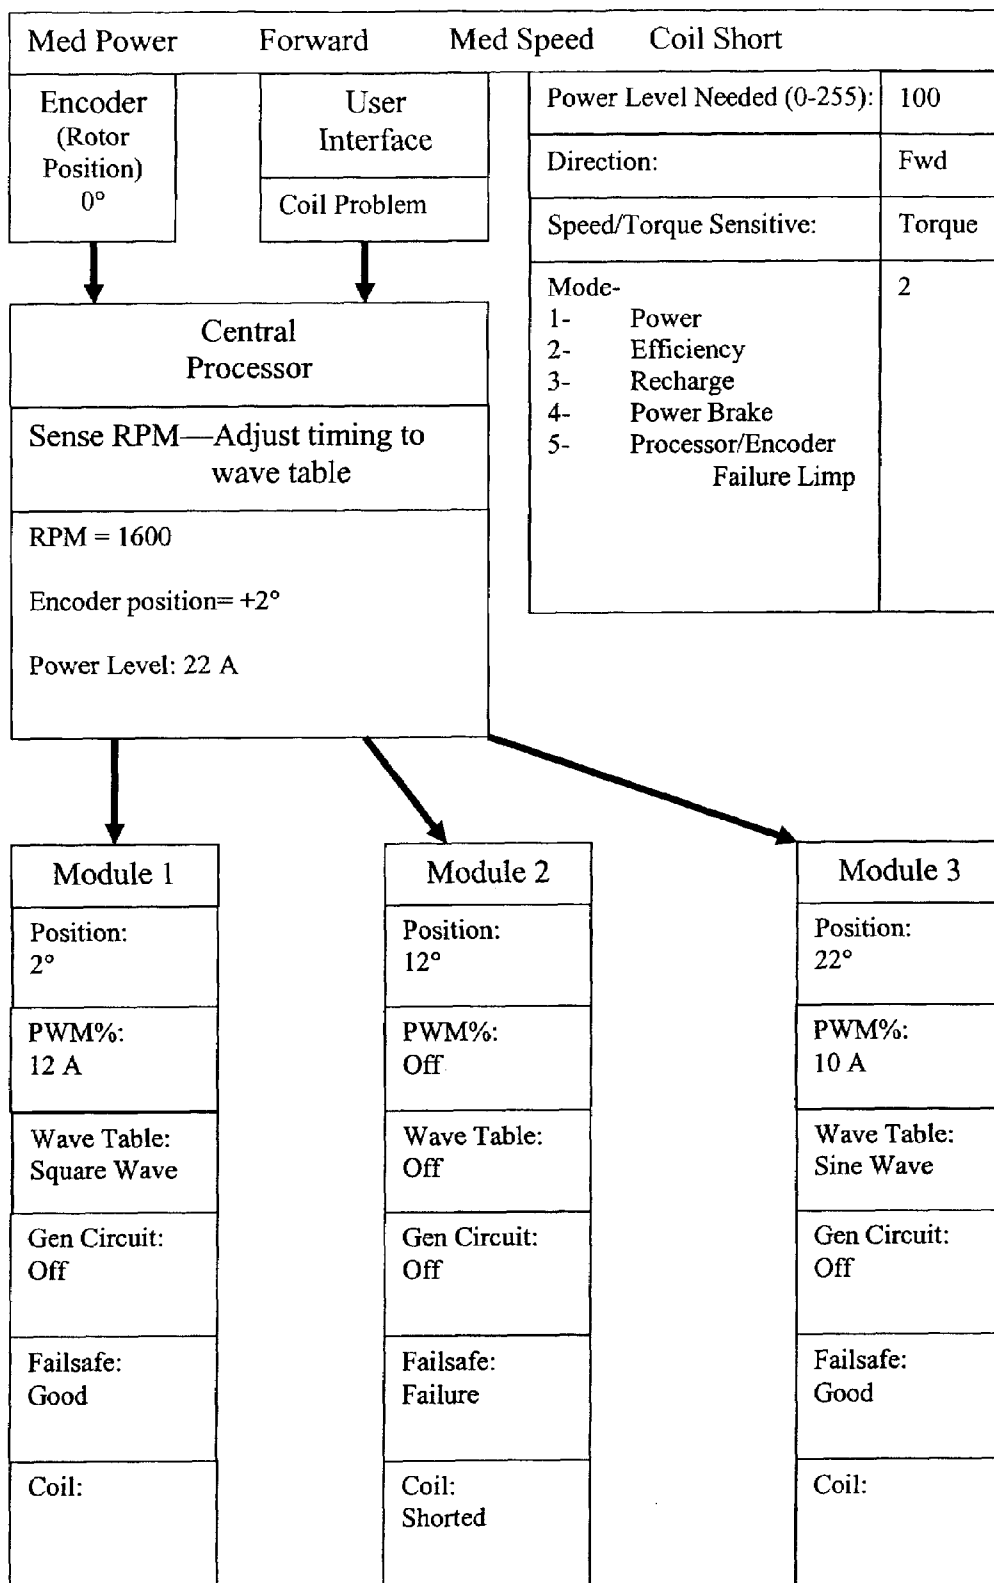 Med Power Forward Med Speed Coil Short
Encoder
(Rotor
Position)
0°
User
Interface
Coil Problem
Power Level Needed (0-255): 100
Direction: Fwd
Speed/Torque Sensitive: Torque
Mode- 2
1- Power
2- Efficiency
3- Recharge
4- Power Brake
5- Processor/Encoder
Failure Limp
Central
Processor
Sense RPM—Adjust timing to
wave table
RPM = 1600
Encoder position= +2°
Power Level: 22 A
Module 1
Position:
2°
PWM%:
12 A
Wave Table:
Square Wave
Gen Circuit:
Off
Failsafe:
Good
Coil:
Module 2
Position:
12°
PWM%:
Off
Wave Table:
Off
Gen Circuit:
Off
Failsafe:
Failure
Coil:
Shorted
Module 3
Position:
22°
PWM%:
10 A
Wave Table:
Sine Wave
Gen Circuit:
Off
Failsafe:
Good
Coil: